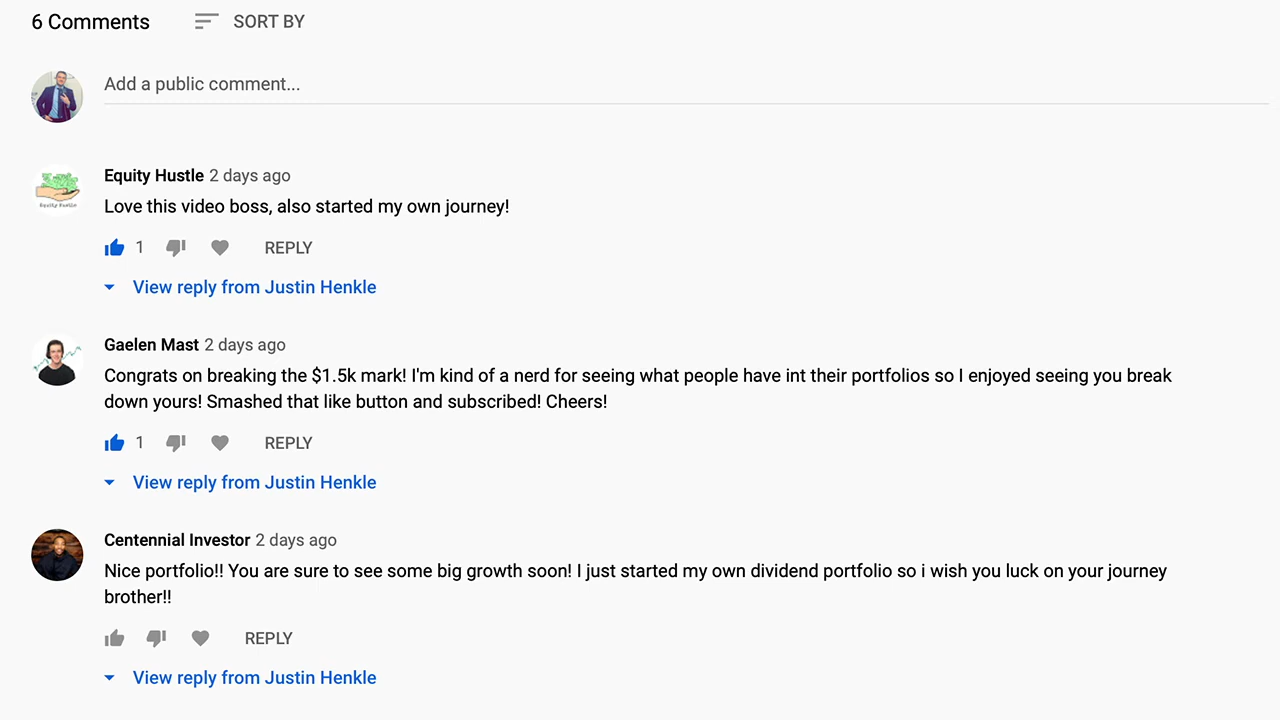 6 Comments SORT BY
Add a public comment...
Equity Hustle 2 days ago
Equity Hustle
Love this video boss, also started my own journey!
1 REPLY
View reply from Justin Henkle
Gaelen Mast 2 days ago
Congrats on breaking the $1.5k mark! I'm kind of a nerd for seeing what people have int their portfolios so I enjoyed seeing you break
down yours! Smashed that like button and subscribed! Cheers!
1 REPLY
View reply from Justin Henkle
Centennial Investor 2 days ago
Nice portfolio!! You are sure to see some big growth soon! I just started my own dividend portfolio so i wish you luck on your journey
brother!!
REPLY
View reply from Justin Henkle